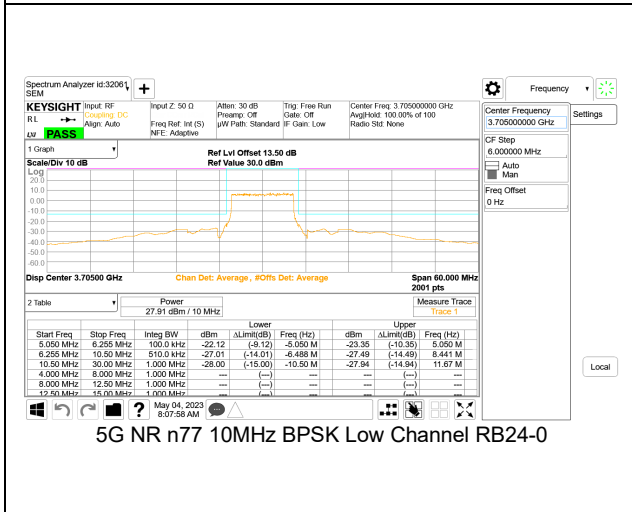 Spectrum Analyzer id:32061
SEM
+
Frequency
KEYSIGHT Input: RF Input Z: 50 Ω Atten: 30 dB Trig: Free Run Center Freq: 3.705000000 GHz
RL Coupling: DC Preamp: Off Gate: Off Avg|Hold: 100.00% of 100
Align: Auto Freq Ref: Int (S) µW Path: Standard IF Gain: Low Radio Std: None
PASS NFE: Adaptive
Center Frequency
3.705000000 GHz
Settings
CF Step
6.000000 MHz
Auto
Man
Freq Offset
0 Hz
Local
1 Graph
Ref Lvl Offset 13.50 dB
Scale/Div 10 dB Ref Value 30.0 dBm
Log
20.0
10.0
0.00
-10.0
-20.0
-30.0
-40.0
-50.0
-60.0
Disp Center 3.70500 GHz Chan Det: Average, #Offs Det: Average Span 60.000 MHz
2001 pts
2 Table Power Measure Trace
27.91 dBm / 10 MHz Trace 1
Lower Upper
Start Freq Stop Freq Integ BW dBm ΔLimit(dB) Freq (Hz) dBm ΔLimit(dB) Freq (Hz)
5.050 MHz 6.255 MHz 100.0 kHz -22.12 (-9.12) -5.050 M -23.35 (-10.35) 5.050 M
6.255 MHz 10.50 MHz 510.0 kHz -27.01 (-14.01) -6.488 M -27.49 (-14.49) 8.441 M
10.50 MHz 30.00 MHz 1.000 MHz -28.00 (-15.00) -10.50 M -27.94 (-14.94) 11.67 M
4.000 MHz 8.000 MHz 1.000 MHz --- (---) --- --- (---) ---
8.000 MHz 12.50 MHz 1.000 MHz --- (---) --- --- (---) ---
12.50 MHz 15.00 MHz 1.000 MHz --- (---) --- --- (---) ---
? May 04, 2023
8:07:58 AM
5G NR n77 10MHz BPSK Low Channel RB24-0